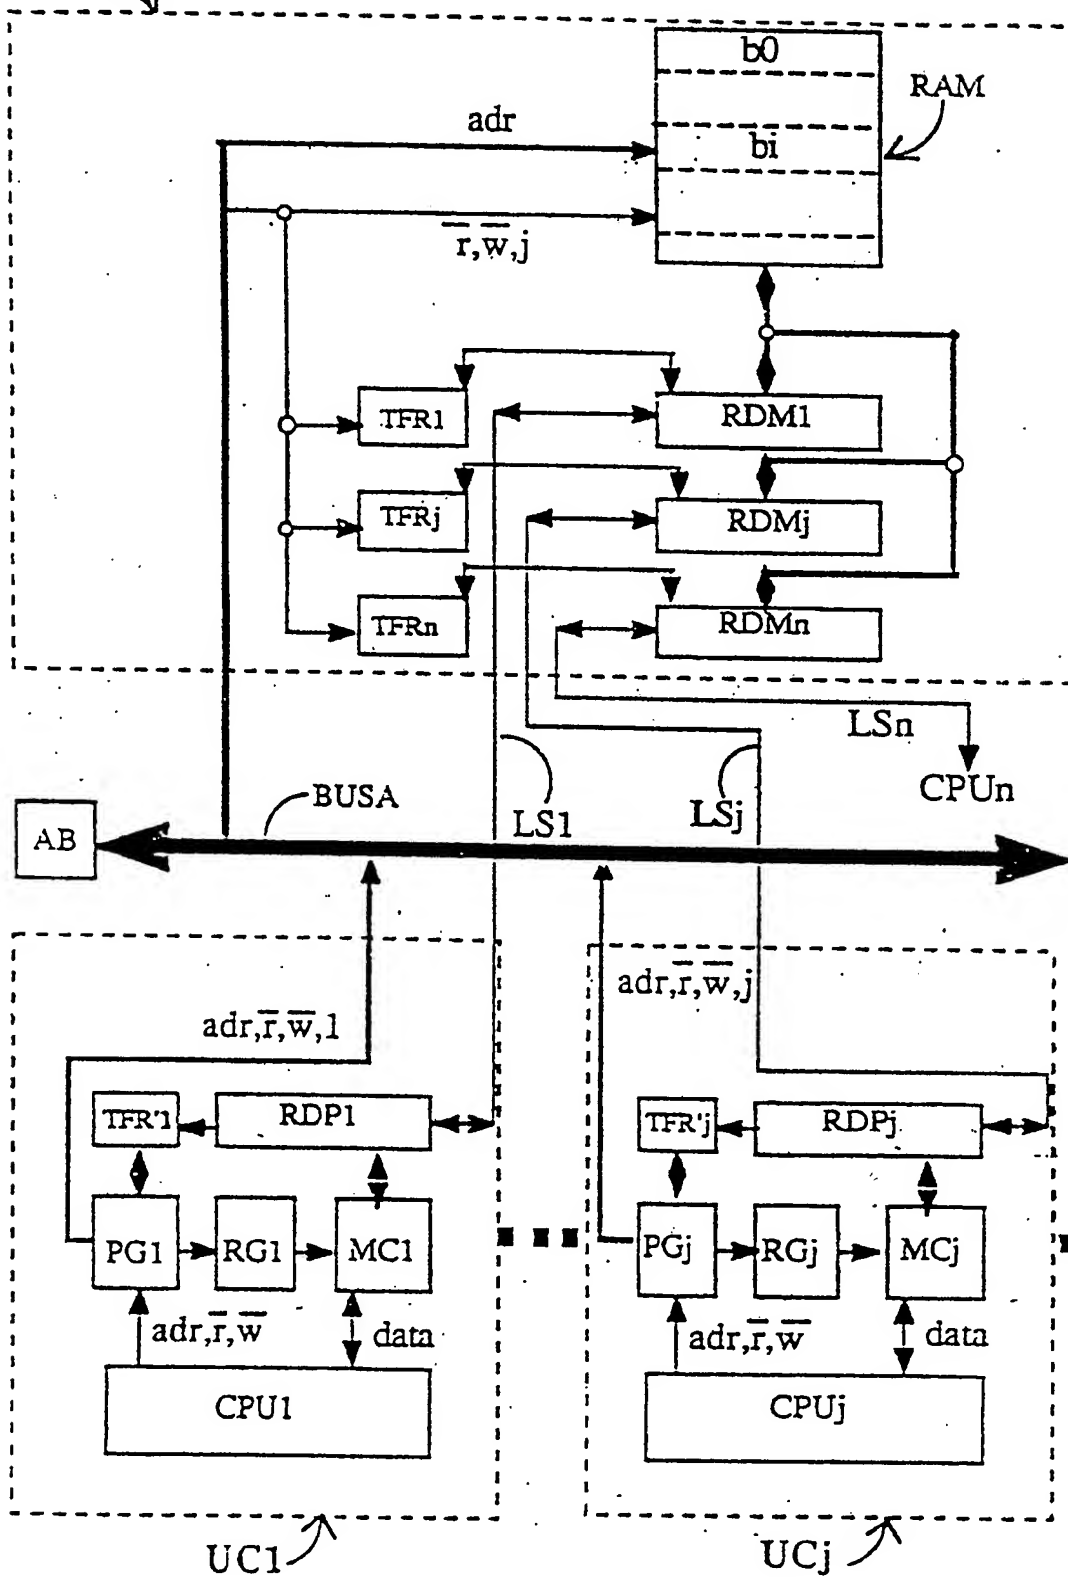 b0
RAM
adr
bi
r̅,w̅,j
TFR1
RDM1
TFRj
RDMj
TFRn
RDMn
LSn
CPUn
BUSA
LS1
LSj
AB
adr,r̅,w̅,j
adr,r̅,w̅,1
TFR'1
RDP1
TFR'j
RDPj
PG1
RG1
MC1
PGj
RGj
MCj
adr,r̅,w̅
data
adr,r̅,w̅
data
CPU1
CPUj
UC1
UCj